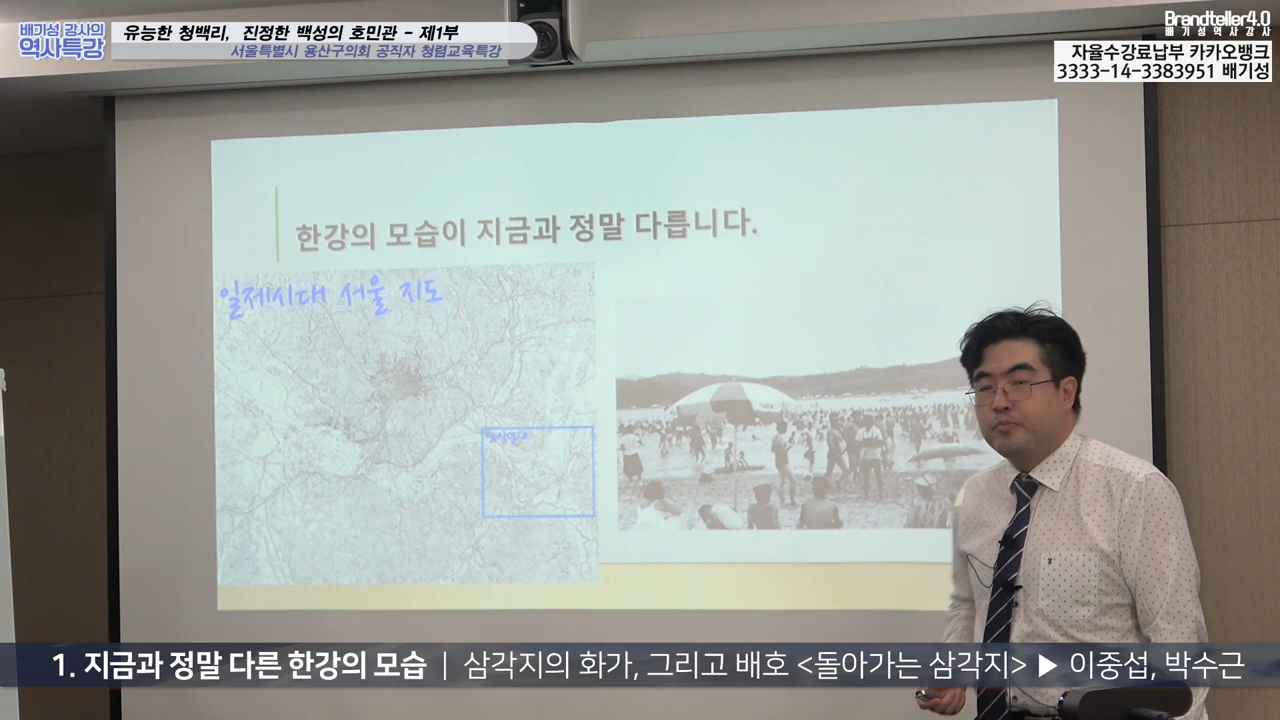 배기성 강사의
역사특강
유능한 청백리, 진정한 백성의 호민관 - 제1부
서울특별시 용산구의회 공직자 청렴교육특강
Brandteller4.0
배기성역사강사
자율수강료납부 카카오뱅크
3333-14-3383951 배기성
한강의 모습이 지금과 정말 다릅니다.
일제시대 서울 지도
1. 지금과 정말 다른 한강의 모습 | 삼각지의 화가, 그리고 배호 <돌아가는 삼각지> ▶ 이중섭, 박수근